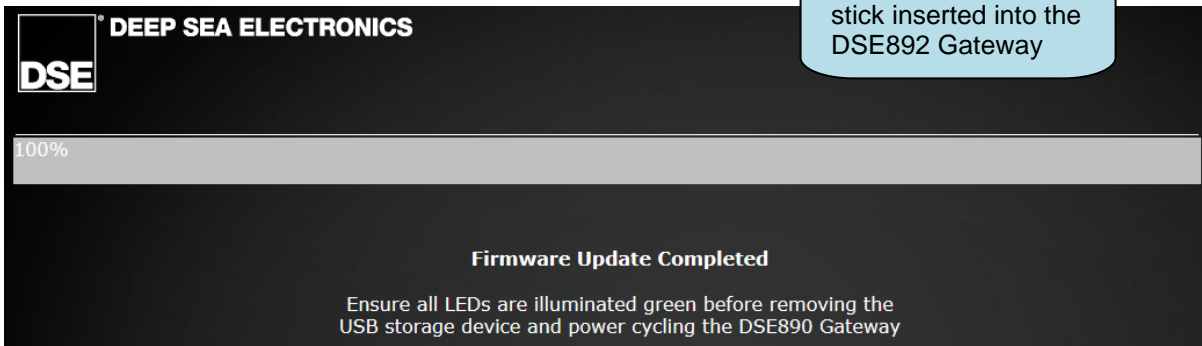 stick inserted into the
DSE892 Gateway
DEEP SEA ELECTRONICS
DSE
100%
Firmware Update Completed
Ensure all LEDs are illuminated green before removing the
USB storage device and power cycling the DSE890 Gateway